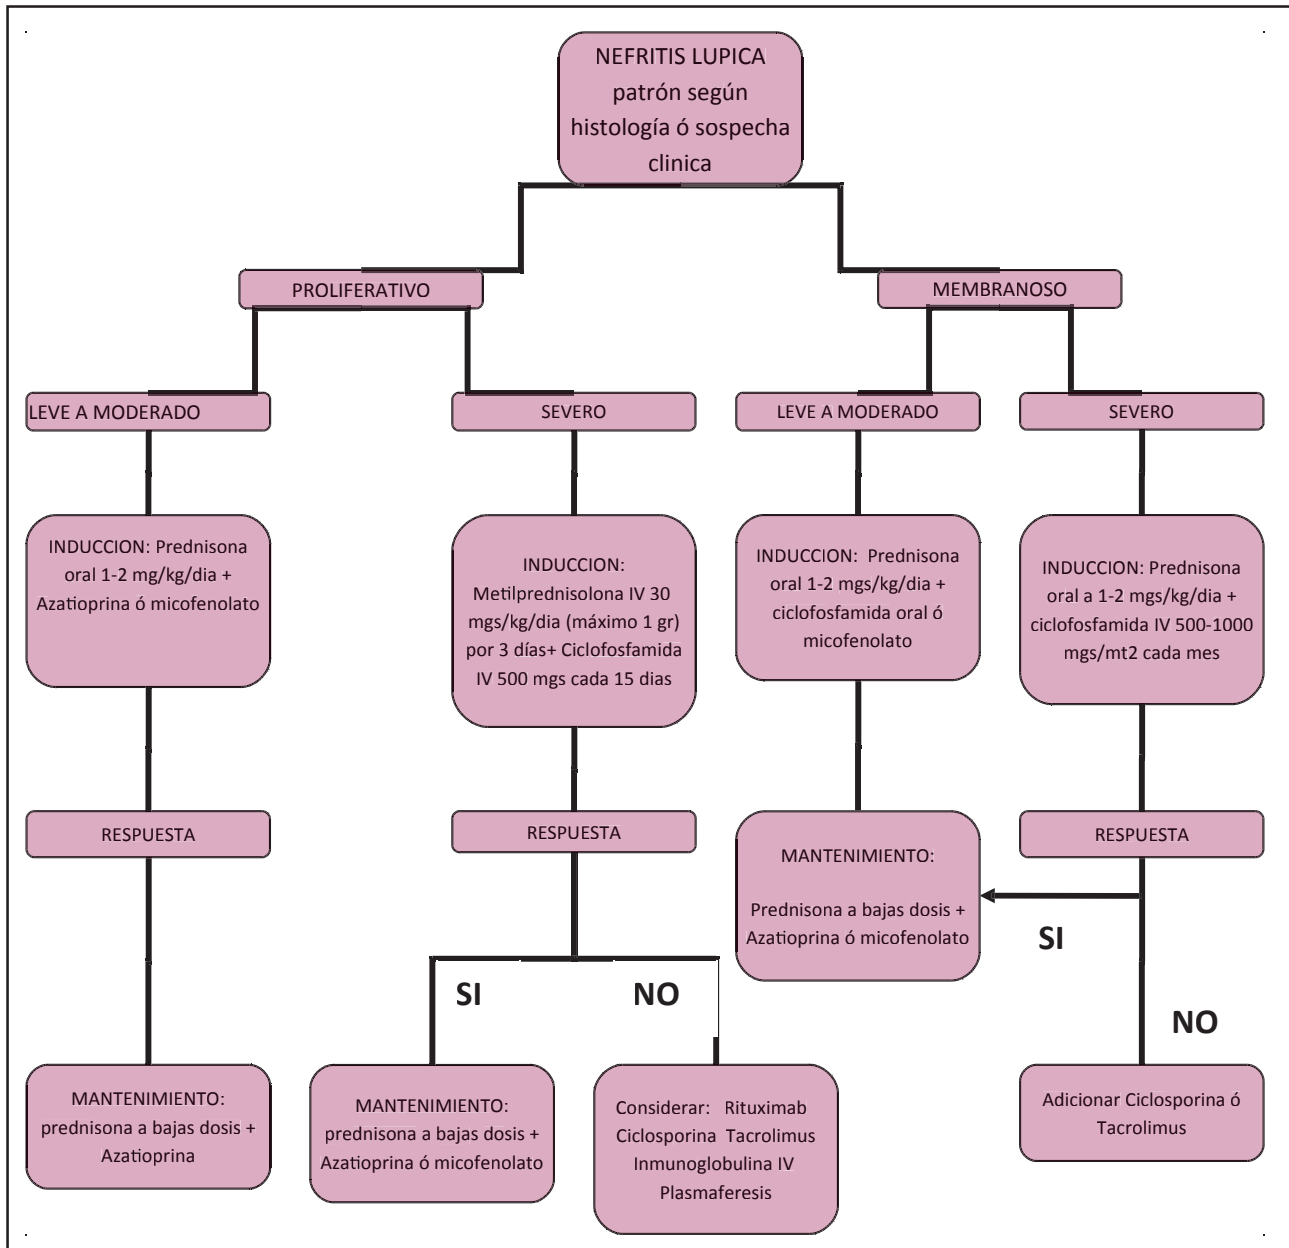 NEFRITIS LUPICA
patrón según
histología ó sospecha
clinica
PROLIFERATIVO
MEMBRANOSO
LEVE A MODERADO
SEVERO
LEVE A MODERADO
SEVERO
INDUCCION: Prednisona
oral 1-2 mg/kg/dia +
Azatioprina ó micofenolato
INDUCCION:
Metilprednisolona IV 30
mgs/kg/dia (máximo 1 gr)
por 3 días+ Ciclofosfamida
IV 500 mgs cada 15 dias
INDUCCION: Prednisona
oral 1-2 mgs/kg/dia +
ciclofosfamida oral ó
micofenolato
INDUCCION: Prednisona
oral a 1-2 mgs/kg/dia +
ciclofosfamida IV 500-1000
mgs/mt2 cada mes
RESPUESTA
RESPUESTA
MANTENIMIENTO:
Prednisona a bajas dosis +
Azatioprina ó micofenolato
RESPUESTA
SI
NO
SI
NO
MANTENIMIENTO:
prednisona a bajas dosis +
Azatioprina
MANTENIMIENTO:
prednisona a bajas dosis +
Azatioprina ó micofenolato
Considerar: Rituximab
Ciclosporina Tacrolimus
Inmunoglobulina IV
Plasmaferesis
Adicionar Ciclosporina ó
Tacrolimus